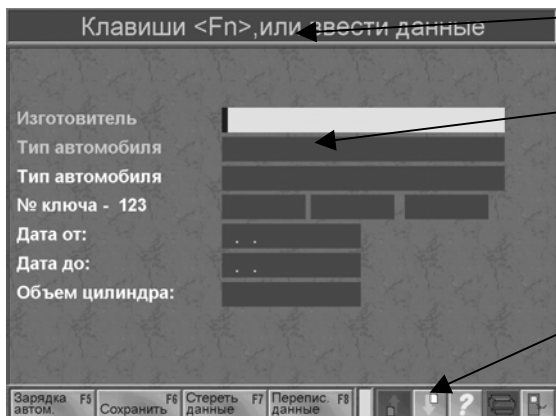 Клавиши <Fn>,или ввести данные
Изготовитель
Тип автомобиля
Тип автомобиля
№ ключа - 123
Дата от: . .
Дата до: . .
Объем цилиндра:
Зарядка автом. F5
Сохранить F6
Стереть данные F7
Перепис. данные F8
?